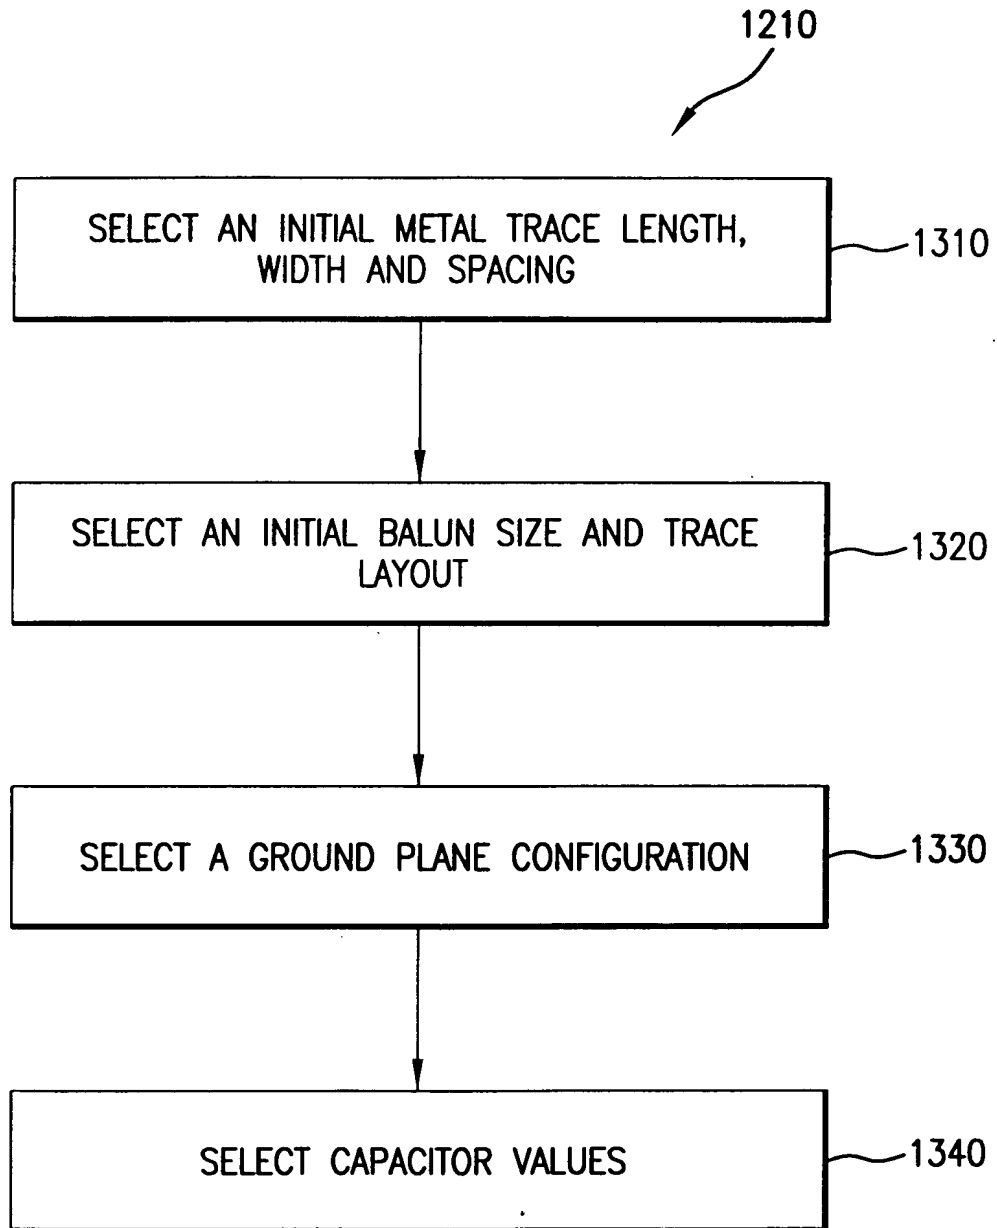 1210
SELECT AN INITIAL METAL TRACE LENGTH,
WIDTH AND SPACING
1310
SELECT AN INITIAL BALUN SIZE AND TRACE
LAYOUT
1320
SELECT A GROUND PLANE CONFIGURATION
1330
SELECT CAPACITOR VALUES
1340